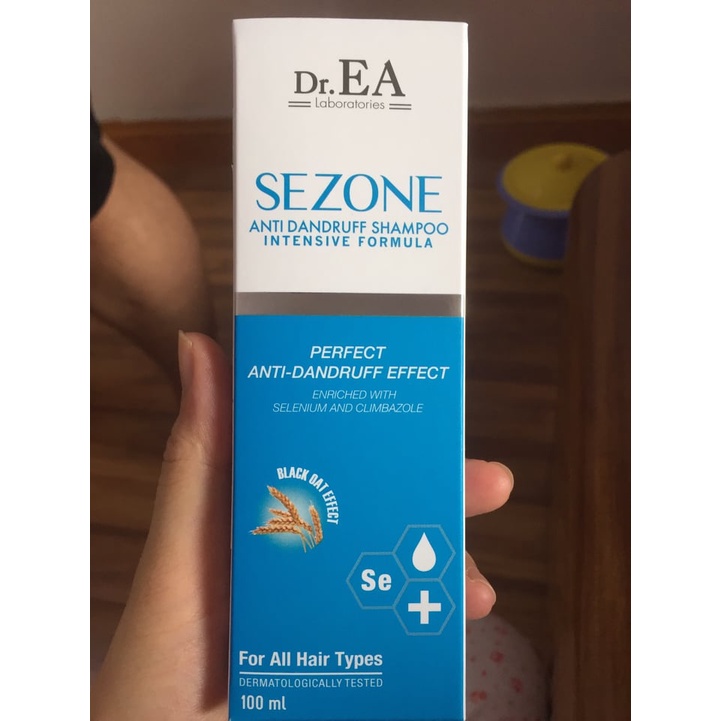 Dr.EA
Laboratories
SEZONE
ANTI DANDRUFF SHAMPOO
INTENSIVE FORMULA
PERFECT
ANTI-DANDRUFF EFFECT
ENRICHED WITH
SELENIUM AND CLIMBAZOLE
BLACK OAT EFFECT
Se
For All Hair Types
DERMATOLOGICALLY TESTED
100 ml